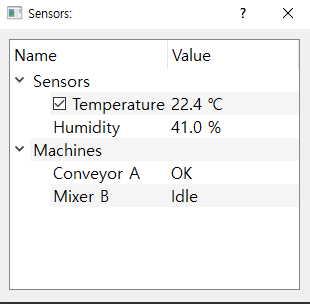 Sensors:
Name Value
Sensors
Temperature 22.4 ℃
Humidity 41.0 %
Machines
Conveyor A OK
Mixer B Idle